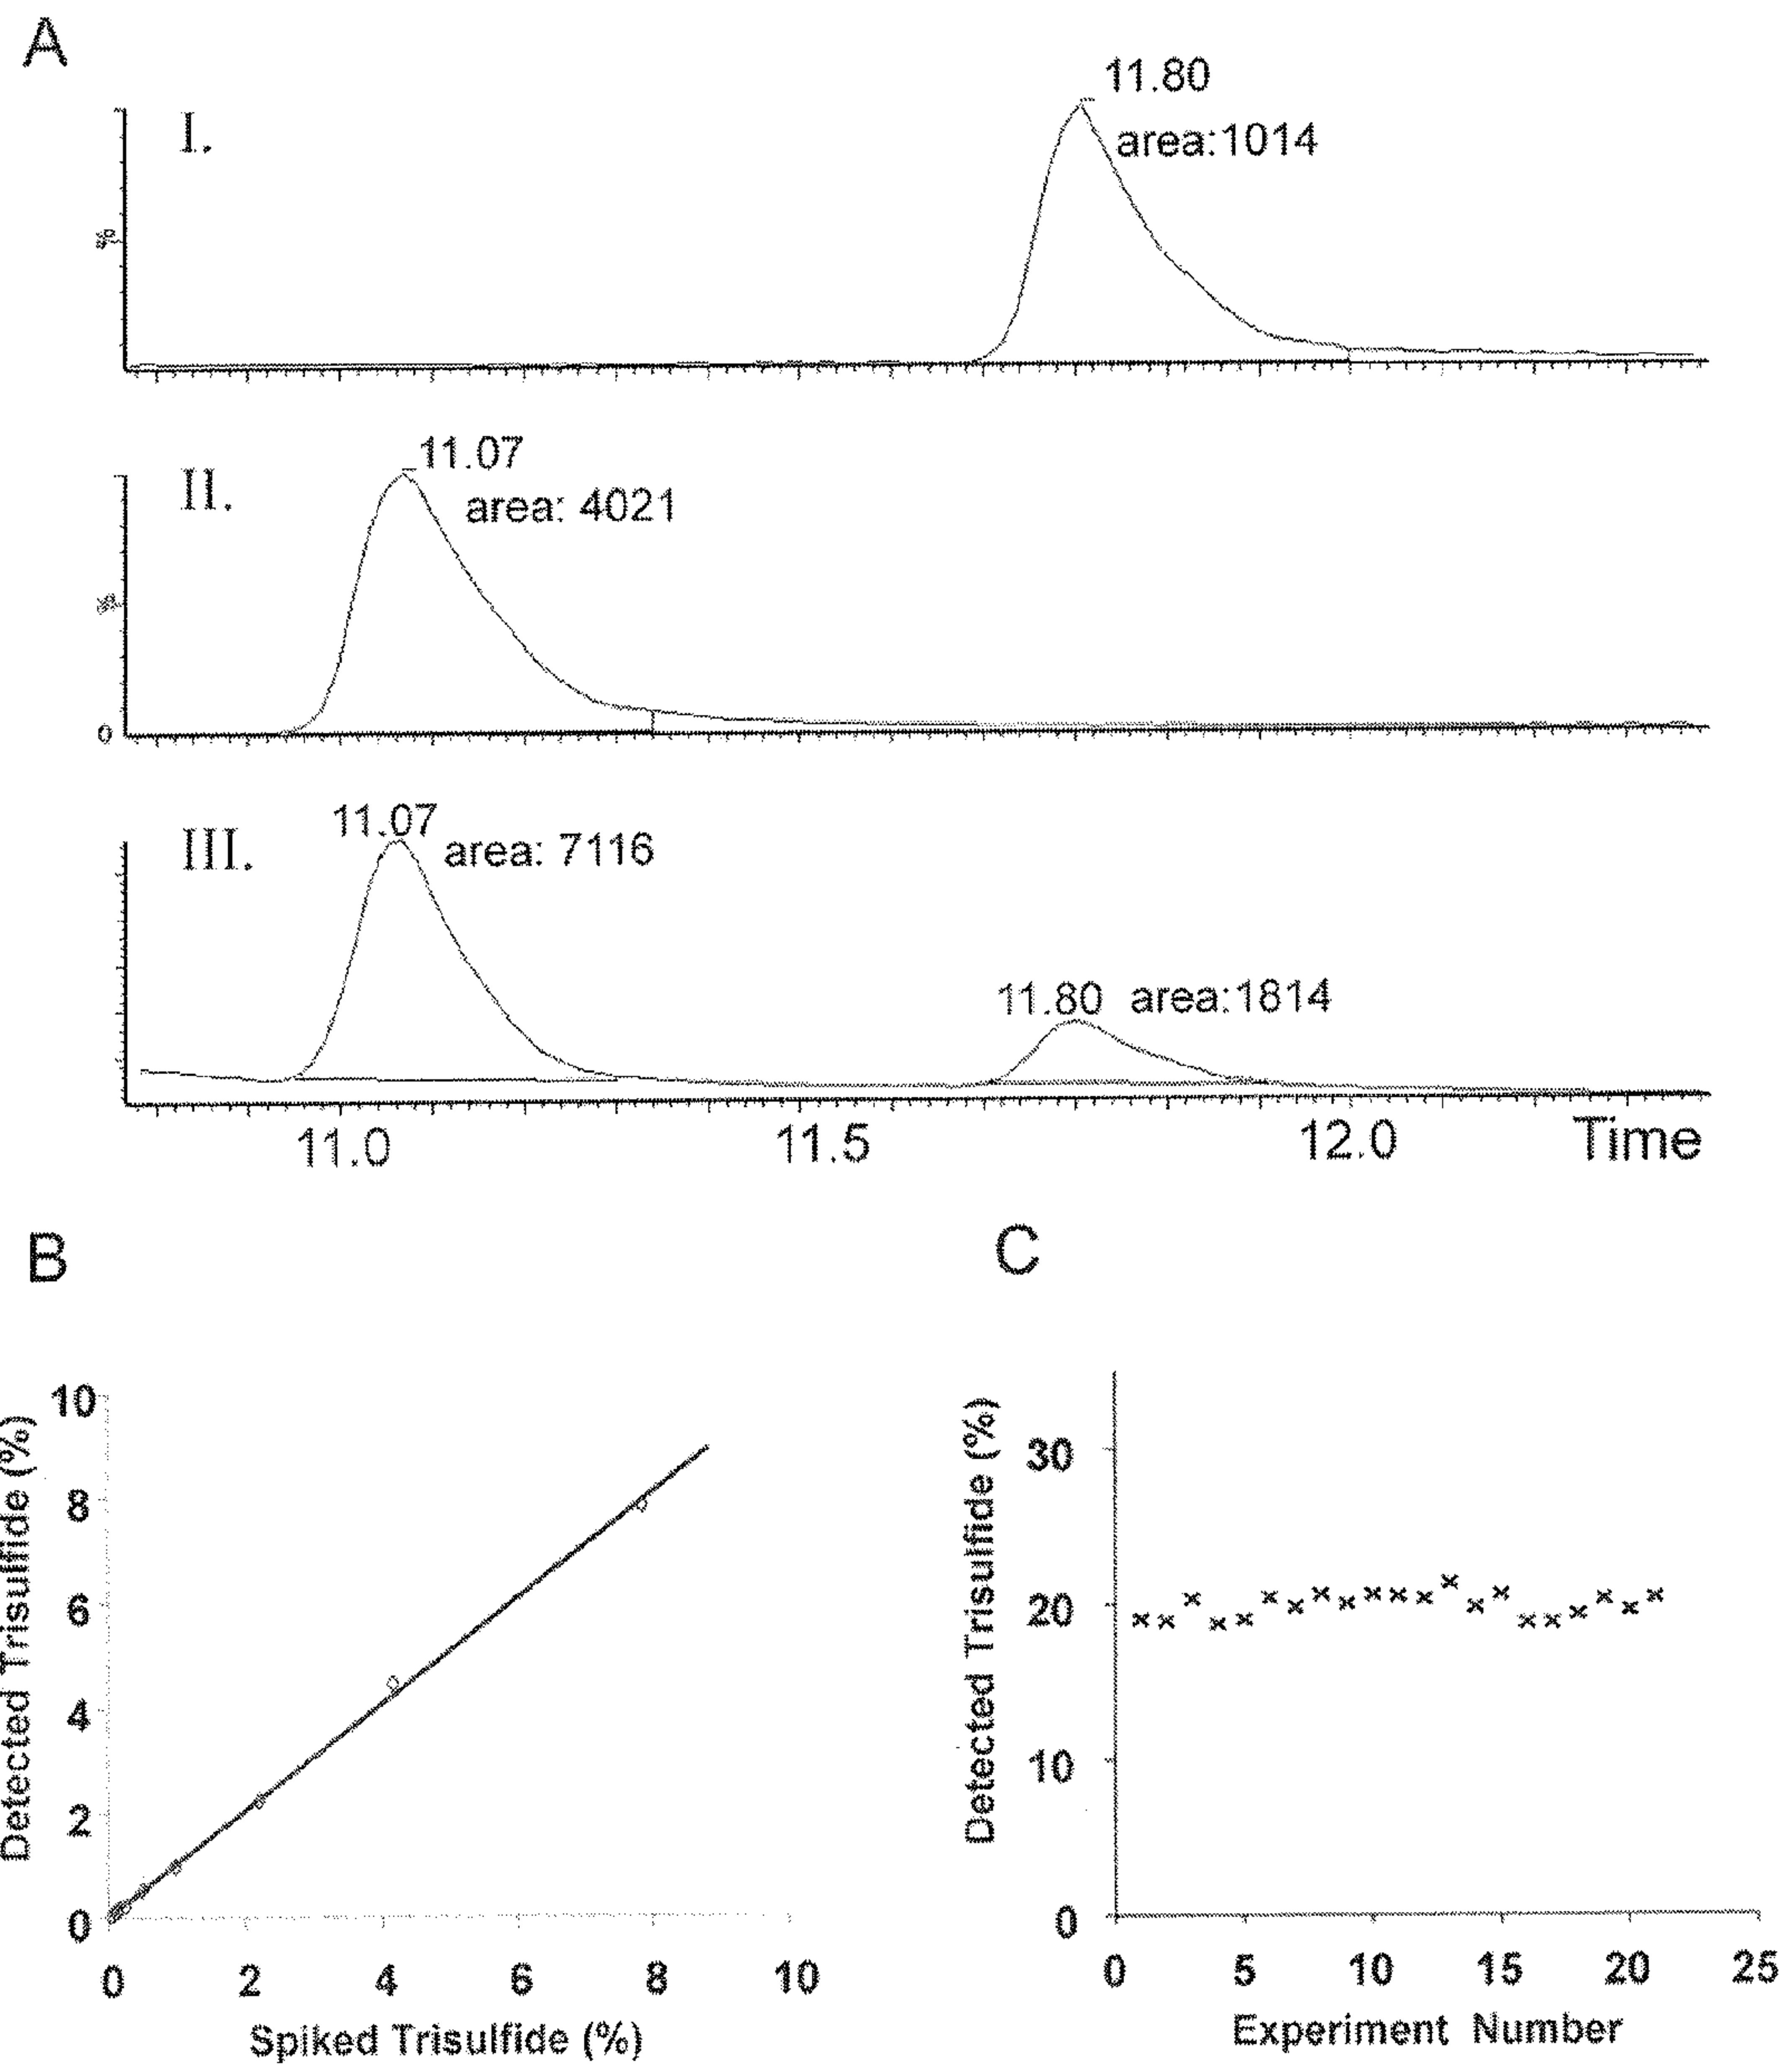 A
I.
11.80
area:1014
%
II.
11.07
area: 4021
%
0
III.
11.07
area: 7116
11.80 area:1814
11.0 11.5 12.0 Time
B
Detected Trisulfide (%)
10
8
6
4
2
0
0 2 4 6 8 10
Spiked Trisulfide (%)
C
Detected Trisulfide (%)
30
20
10
0
0 5 10 15 20 25
Experiment Number